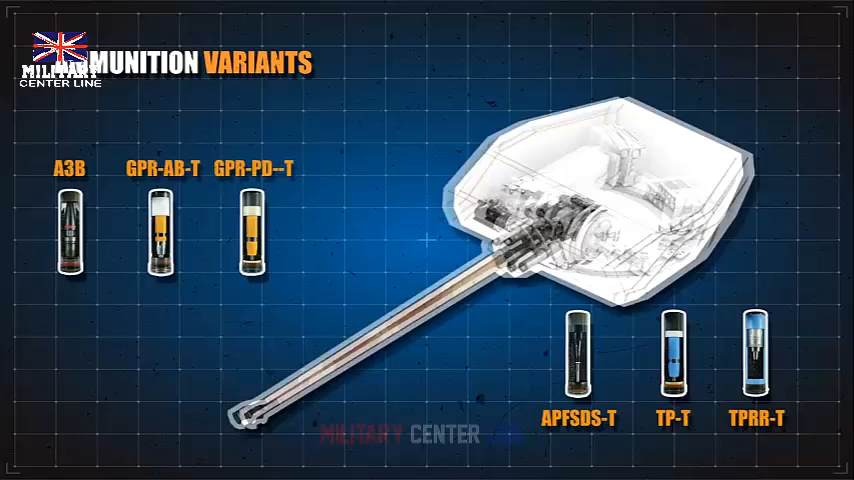 MUNITION VARIANTS
MILITARY
CENTER LINE
A3B GPR-AB-T GPR-PD--T
APFSDS-T TP-T TPRR-T
MILITARY CENTER